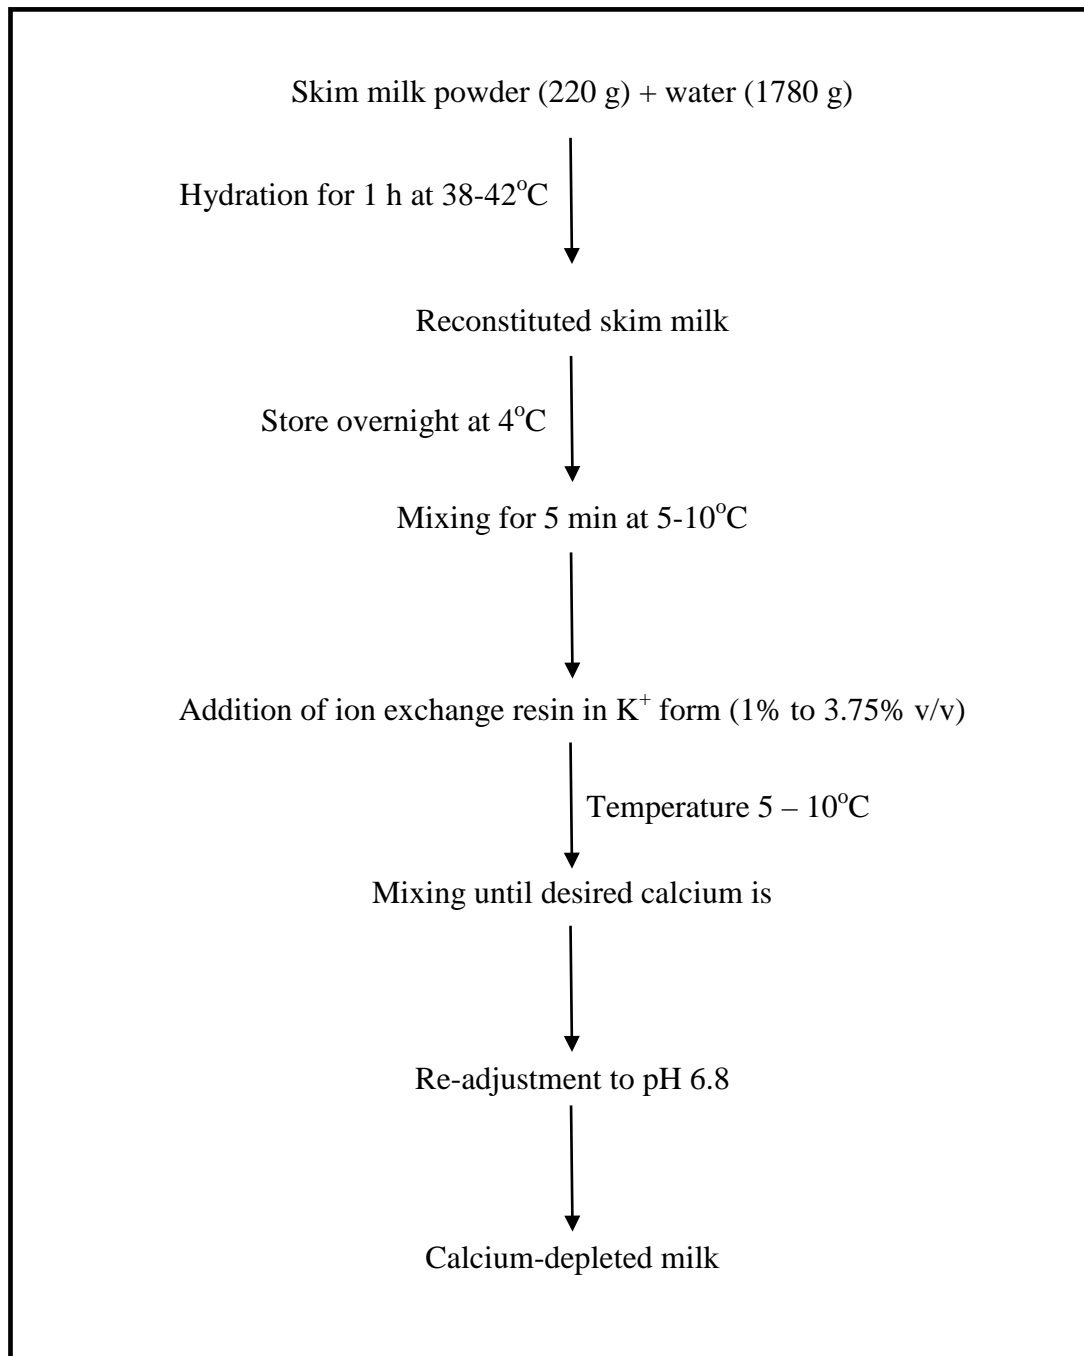 Skim milk powder (220 g) + water (1780 g)
Hydration for 1 h at 38-42°C
Reconstituted skim milk
Store overnight at 4°C
Mixing for 5 min at 5-10°C
Addition of ion exchange resin in K⁺ form (1% to 3.75% v/v)
Temperature 5 – 10°C
Mixing until desired calcium is
Re-adjustment to pH 6.8
Calcium-depleted milk